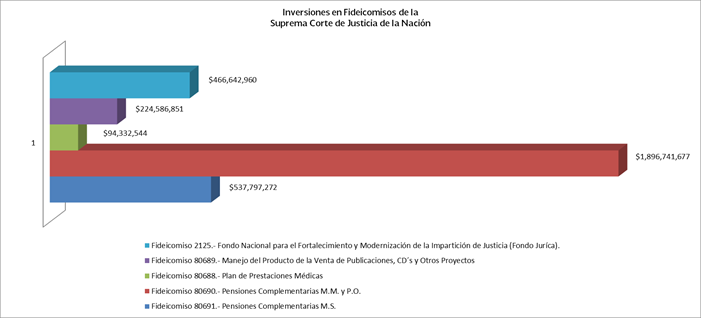 Inversiones en Fideicomisos de la
Suprema Corte de Justicia de la Nación
$466,642,960
$224,586,851
$94,332,544
1
$1,896,741,677
$537,797,272
Fideicomiso 2125.- Fondo Nacional para el Fortalecimiento y Modernización de la Impartición de Justicia (Fondo Jurica).
Fideicomiso 80689.- Manejo del Producto de la Venta de Publicaciones, CD´s y Otros Proyectos
Fideicomiso 80688.- Plan de Prestaciones Médicas
Fideicomiso 80690.- Pensiones Complementarias M.M. y P.O.
Fideicomiso 80691.- Pensiones Complementarias M.S.